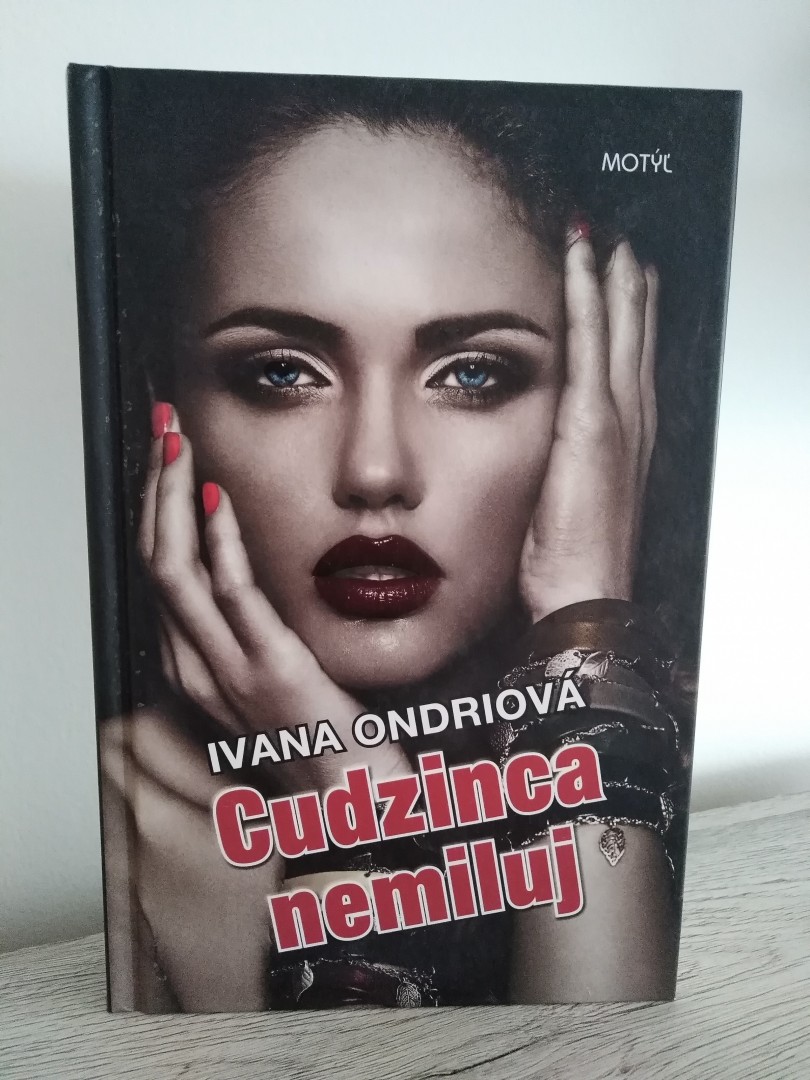 MOTÝĽ
IVANA ONDRIOVÁ
Cudzinca
nemiluj